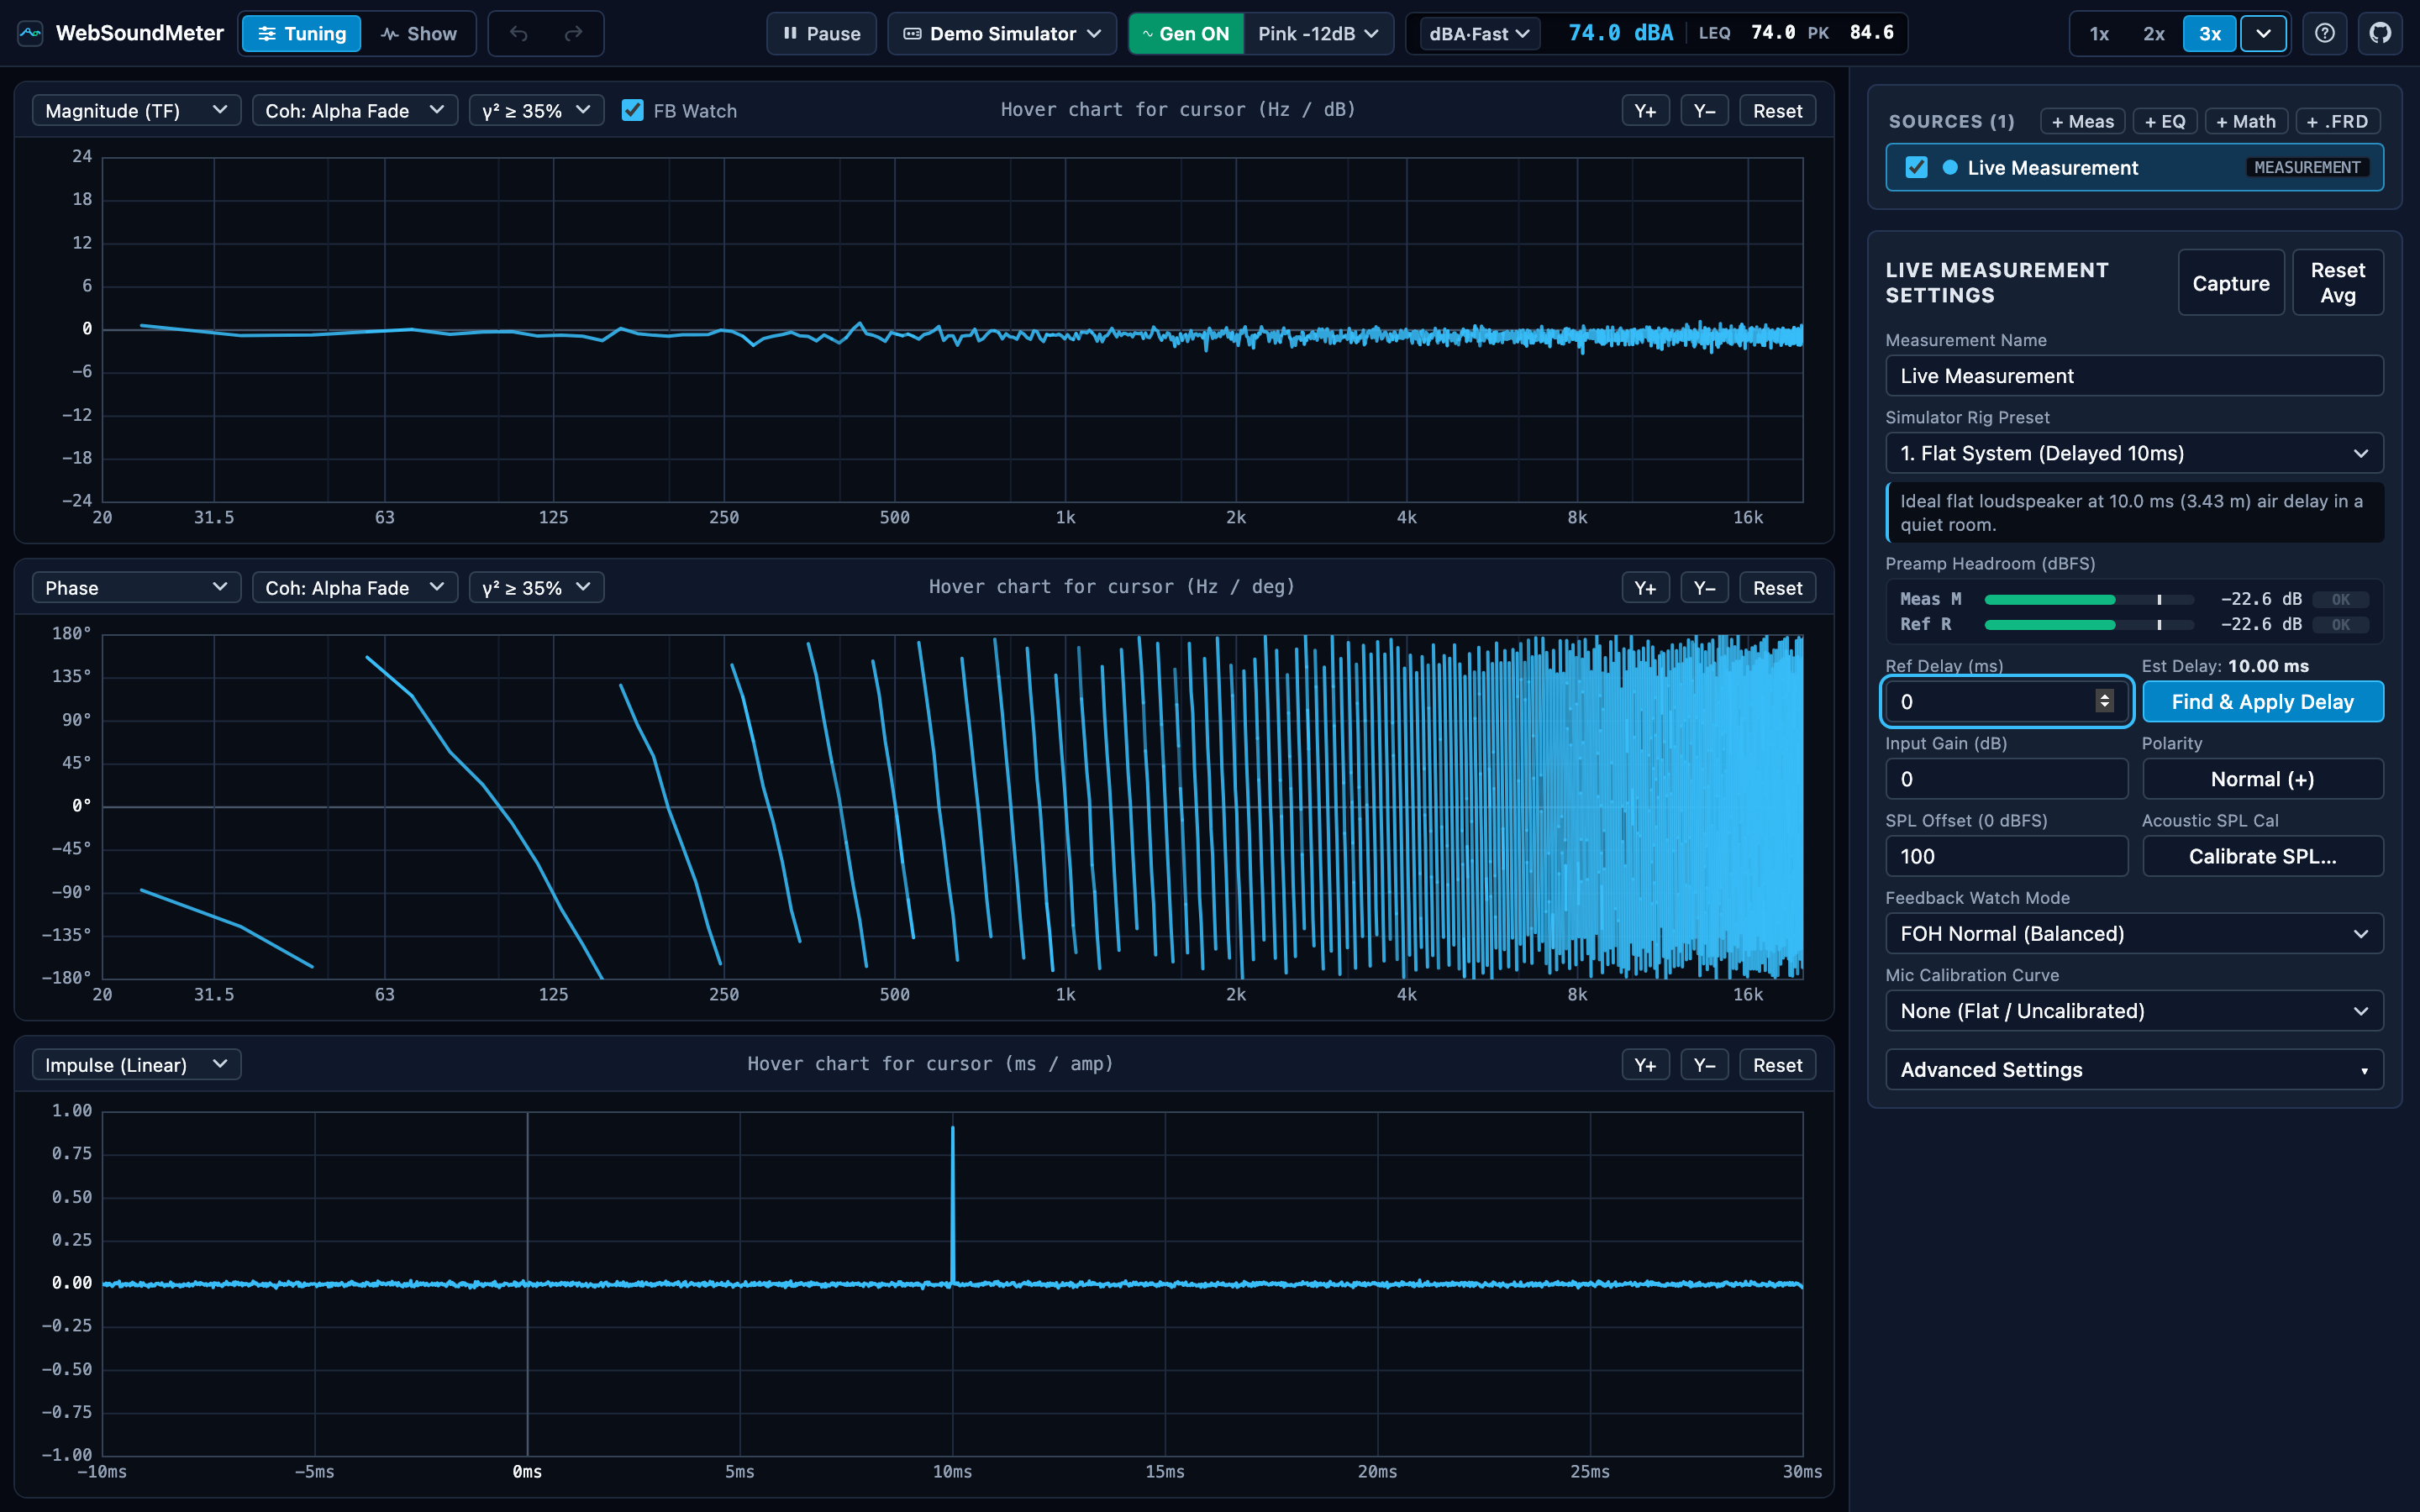 WebSoundMeter Tuning Show Pause Demo Simulator ~ Gen ON Pink -12dB dBA·Fast 74.0 dBA LEQ 74.0 PK 84.6 1x 2x 3x
Magnitude (TF) Coh: Alpha Fade γ² ≥ 35% FB Watch Hover chart for cursor (Hz / dB) Y+ Y− Reset
24
18
12
6
0
−6
−12
−18
−24
20 31.5 63 125 250 500 1k 2k 4k 8k 16k
Phase Coh: Alpha Fade γ² ≥ 35% Hover chart for cursor (Hz / deg) Y+ Y− Reset
180°
135°
90°
45°
0°
−45°
−90°
−135°
−180°
20 31.5 63 125 250 500 1k 2k 4k 8k 16k
Impulse (Linear) Hover chart for cursor (ms / amp) Y+ Y− Reset
1.00
0.75
0.50
0.25
0.00
−0.25
−0.50
−0.75
−1.00
−10ms −5ms 0ms 5ms 10ms 15ms 20ms 25ms 30ms
SOURCES (1) + Meas + EQ + Math + .FRD
Live Measurement MEASUREMENT
LIVE MEASUREMENT
SETTINGS
Capture
Reset
Avg
Measurement Name
Live Measurement
Simulator Rig Preset
1. Flat System (Delayed 10ms)
Ideal flat loudspeaker at 10.0 ms (3.43 m) air delay in a
quiet room.
Preamp Headroom (dBFS)
Meas M −22.6 dB OK
Ref R −22.6 dB OK
Ref Delay (ms) Est Delay: 10.00 ms
0 Find & Apply Delay
Input Gain (dB) Polarity
0 Normal (+)
SPL Offset (0 dBFS) Acoustic SPL Cal
100 Calibrate SPL...
Feedback Watch Mode
FOH Normal (Balanced)
Mic Calibration Curve
None (Flat / Uncalibrated)
Advanced Settings